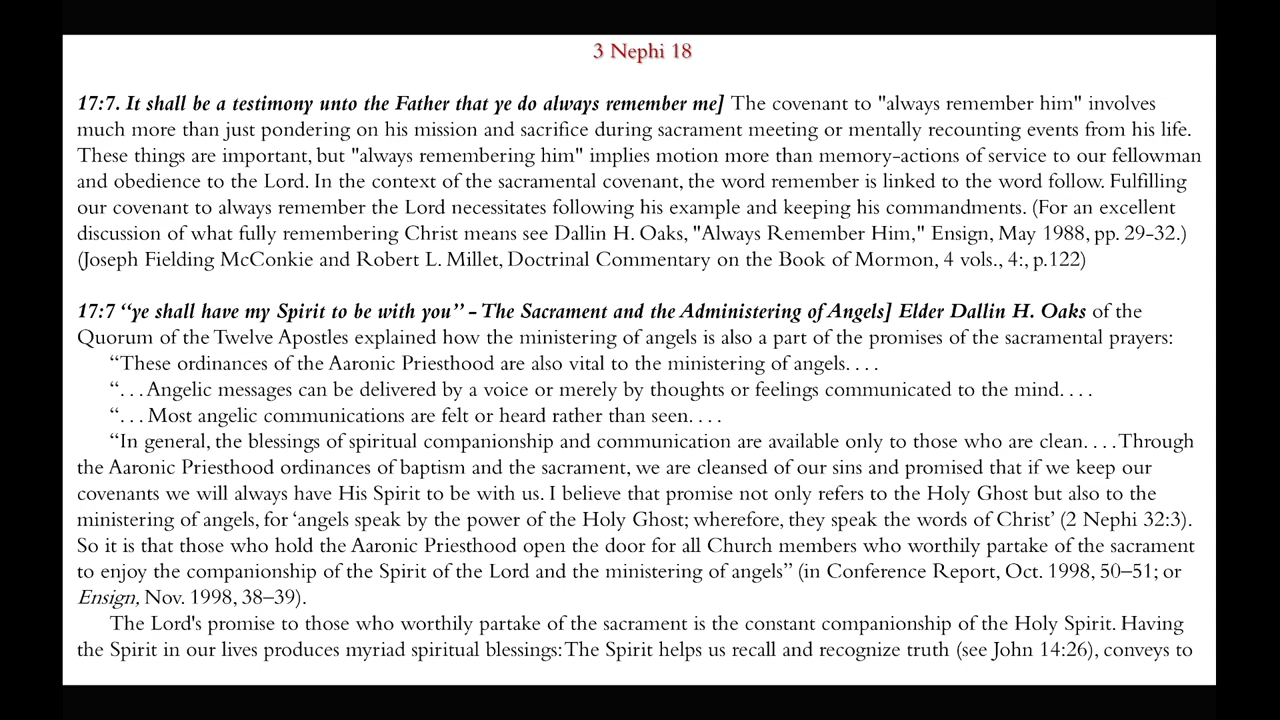 3 Nephi 18
17:7. It shall be a testimony unto the Father that ye do always remember me] The covenant to "always remember him" involves
much more than just pondering on his mission and sacrifice during sacrament meeting or mentally recounting events from his life.
These things are important, but "always remembering him" implies motion more than memory-actions of service to our fellowman
and obedience to the Lord. In the context of the sacramental covenant, the word remember is linked to the word follow. Fulfilling
our covenant to always remember the Lord necessitates following his example and keeping his commandments. (For an excellent
discussion of what fully remembering Christ means see Dallin H. Oaks, "Always Remember Him," Ensign, May 1988, pp. 29-32.)
(Joseph Fielding McConkie and Robert L. Millet, Doctrinal Commentary on the Book of Mormon, 4 vols., 4:, p.122)
17:7 “ye shall have my Spirit to be with you” - The Sacrament and the Administering of Angels] Elder Dallin H. Oaks of the
Quorum of the Twelve Apostles explained how the ministering of angels is also a part of the promises of the sacramental prayers:
“These ordinances of the Aaronic Priesthood are also vital to the ministering of angels. . . .
“. . . Angelic messages can be delivered by a voice or merely by thoughts or feelings communicated to the mind. . . .
“. . . Most angelic communications are felt or heard rather than seen. . . .
“In general, the blessings of spiritual companionship and communication are available only to those who are clean. . . . Through
the Aaronic Priesthood ordinances of baptism and the sacrament, we are cleansed of our sins and promised that if we keep our
covenants we will always have His Spirit to be with us. I believe that promise not only refers to the Holy Ghost but also to the
ministering of angels, for ‘angels speak by the power of the Holy Ghost; wherefore, they speak the words of Christ’ (2 Nephi 32:3).
So it is that those who hold the Aaronic Priesthood open the door for all Church members who worthily partake of the sacrament
to enjoy the companionship of the Spirit of the Lord and the ministering of angels” (in Conference Report, Oct. 1998, 50–51; or
Ensign, Nov. 1998, 38–39).
The Lord's promise to those who worthily partake of the sacrament is the constant companionship of the Holy Spirit. Having
the Spirit in our lives produces myriad spiritual blessings: The Spirit helps us recall and recognize truth (see John 14:26), conveys to